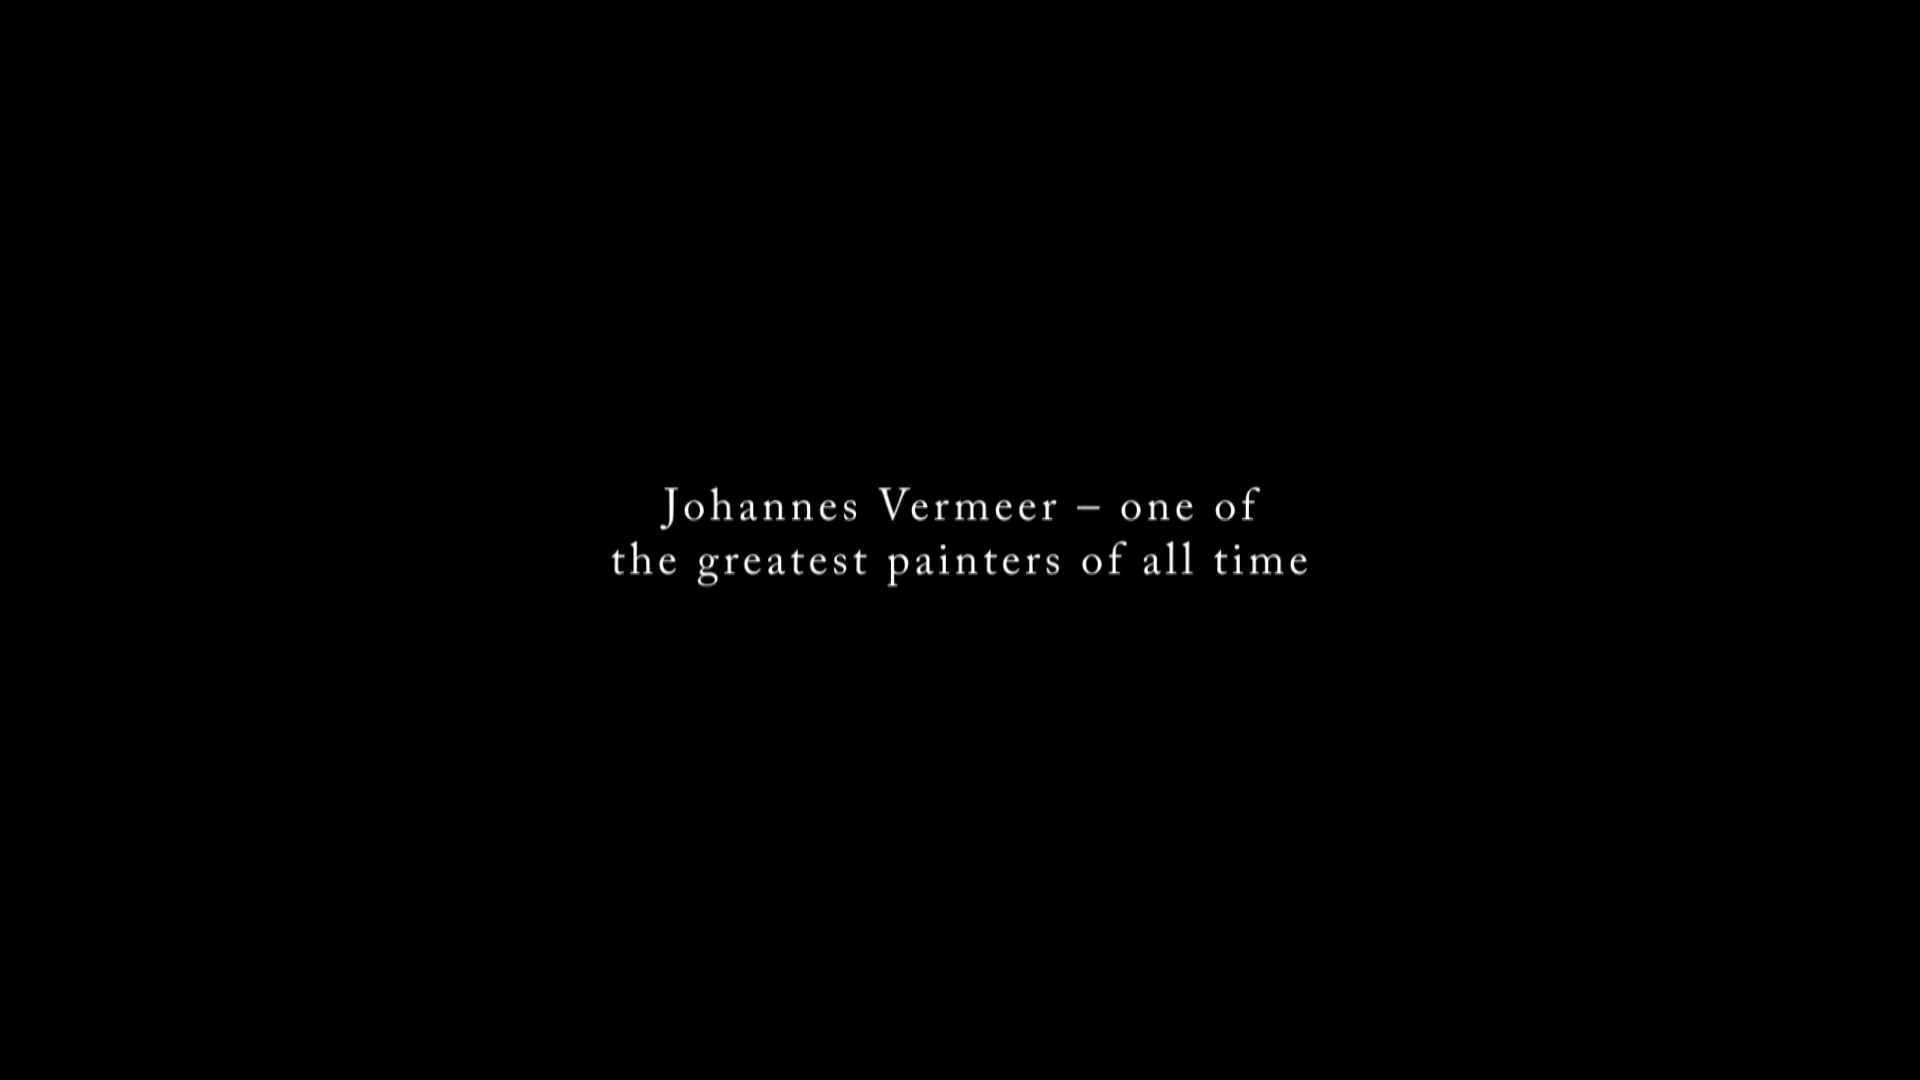 Johannes Vermeer – one of
the greatest painters of all time